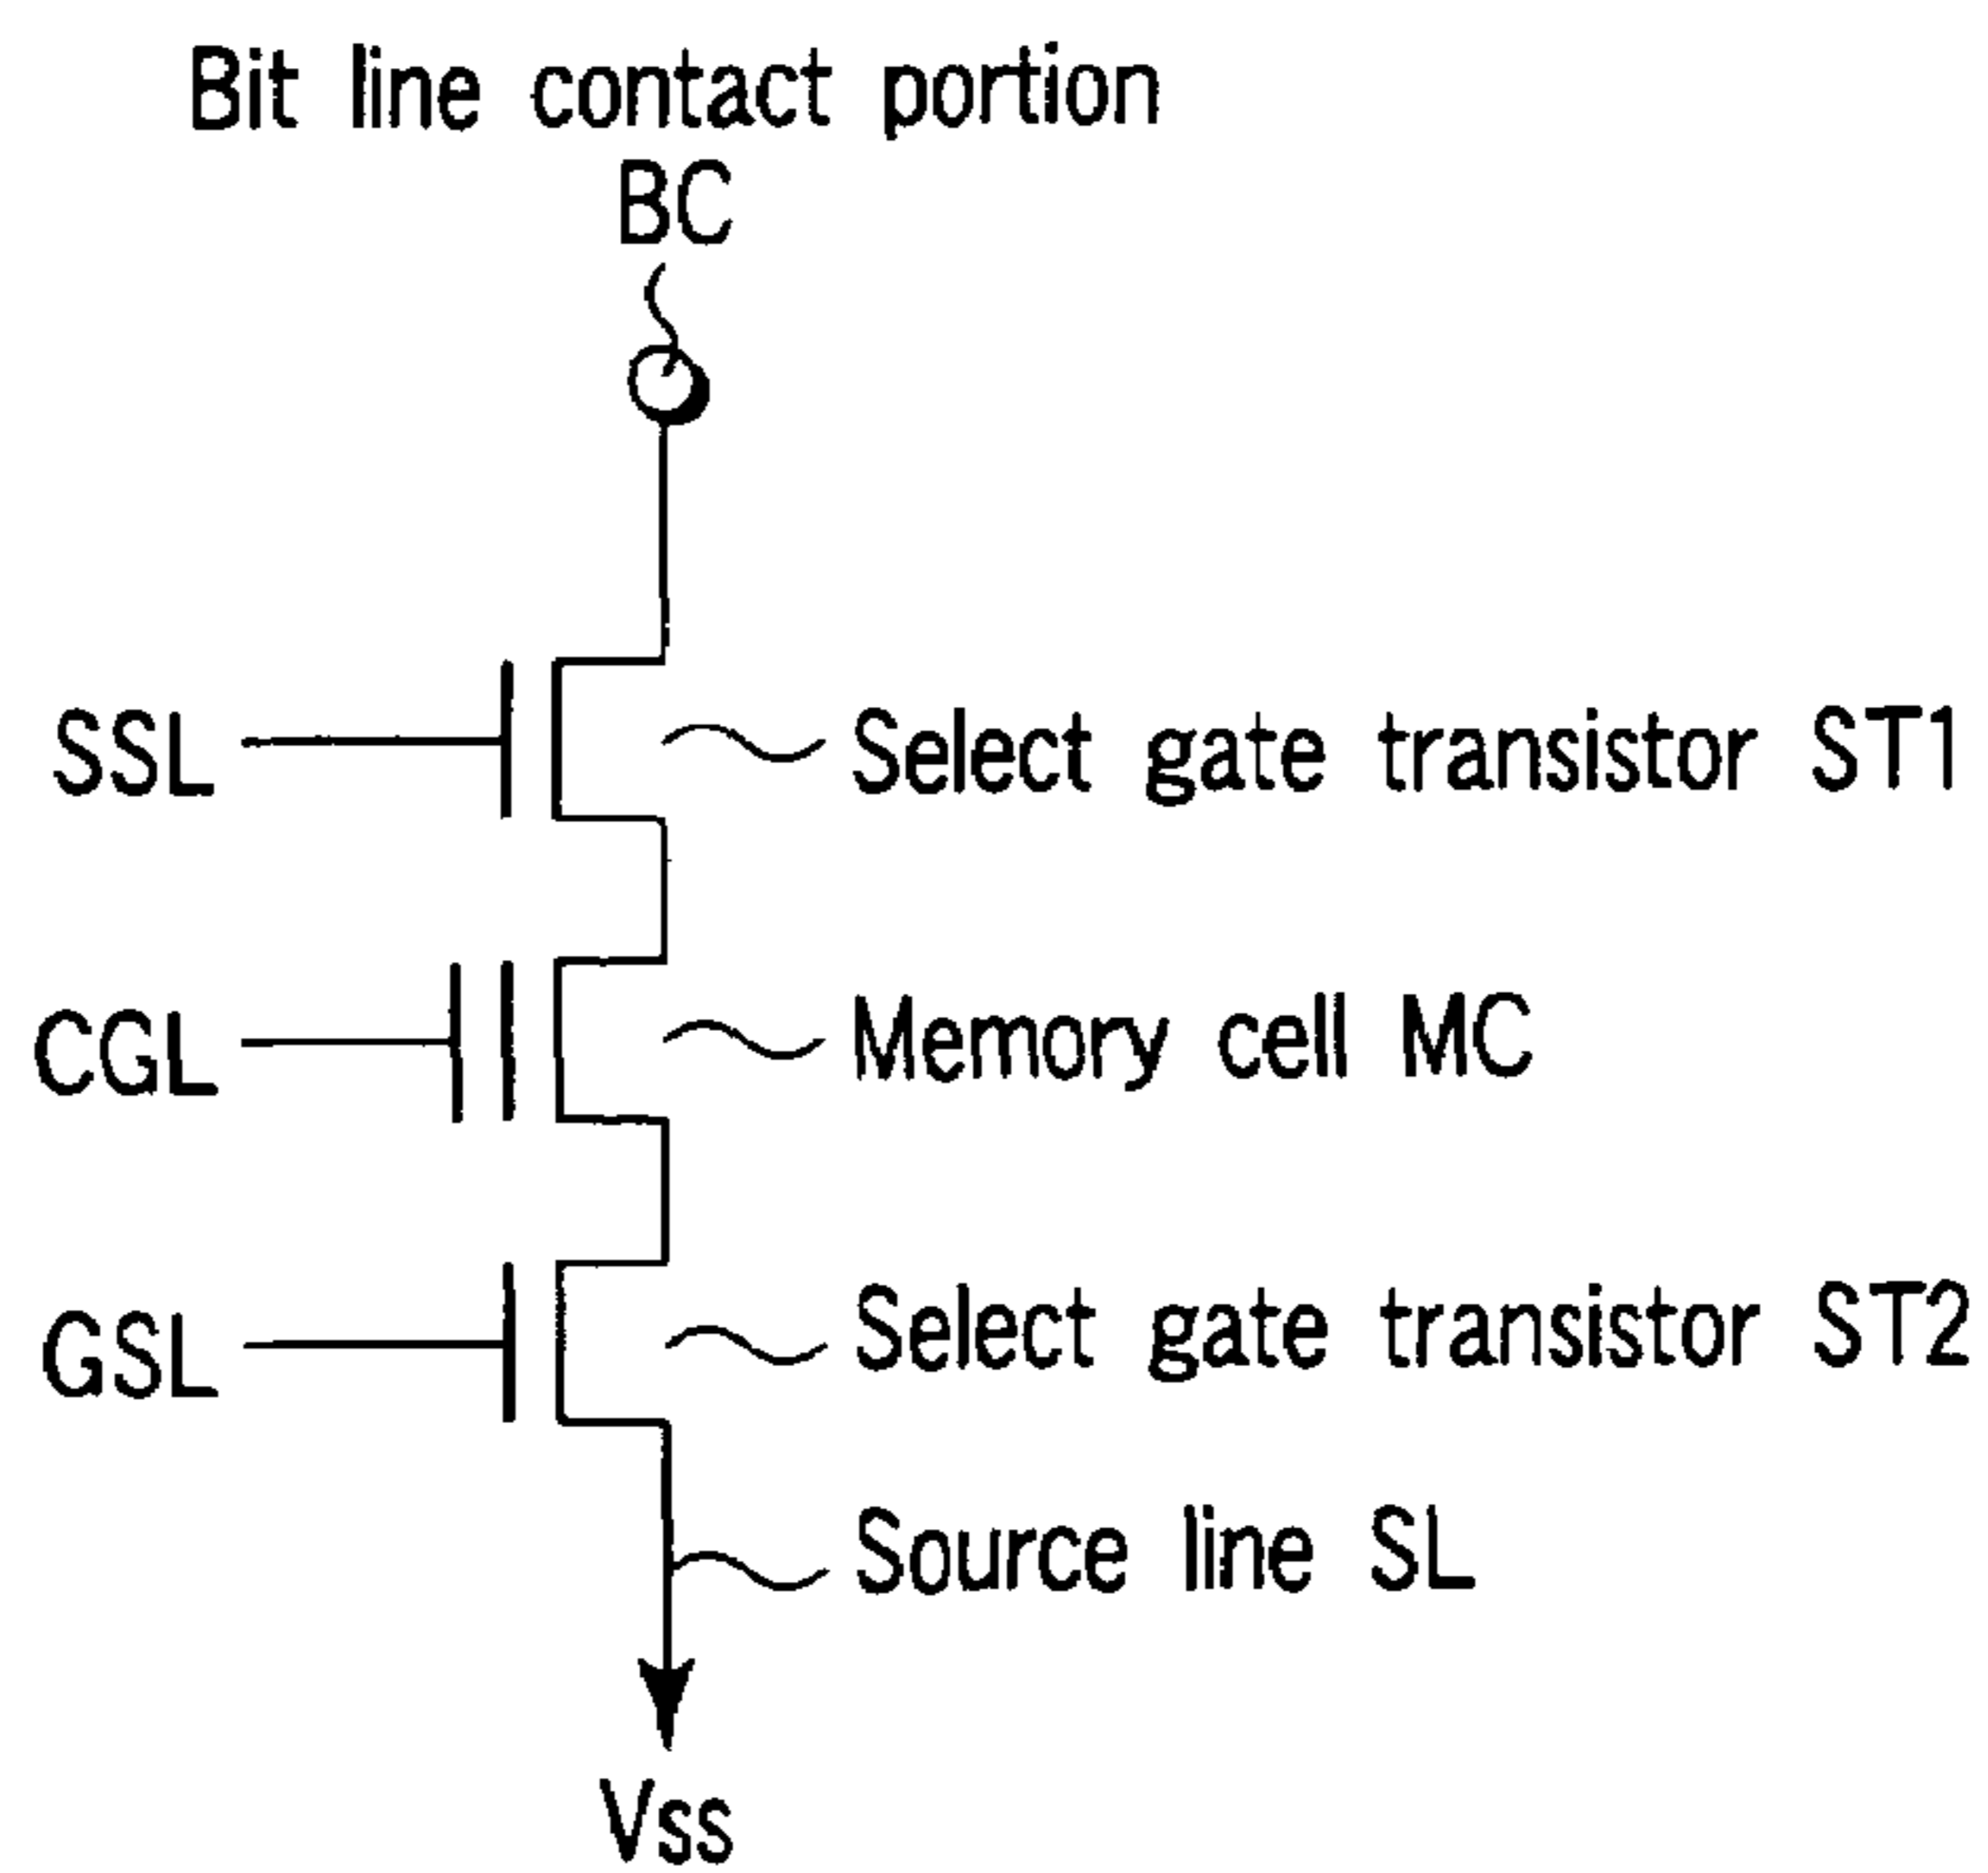 Bit line contact portion
BC
SSL
Select gate transistor ST1
CGL
Memory cell MC
GSL
Select gate transistor ST2
Source line SL
Vss